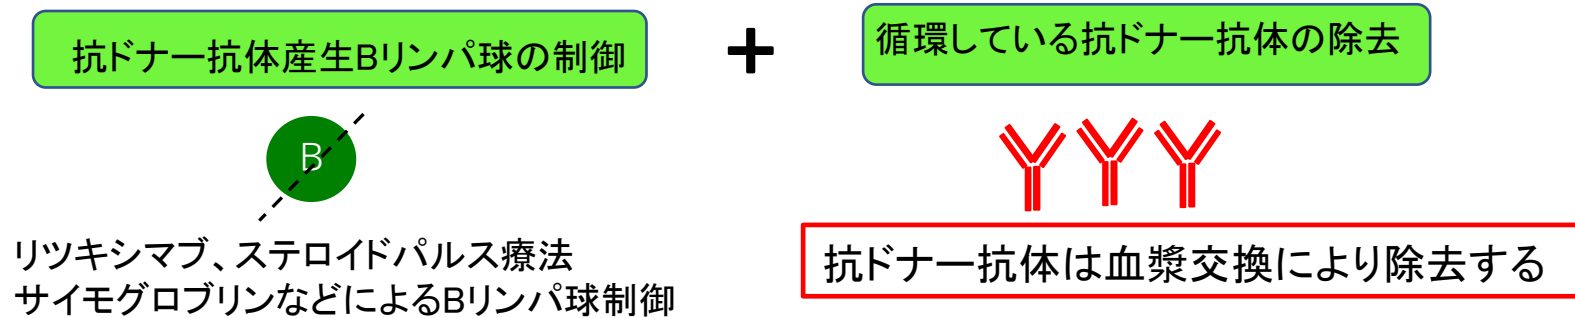 抗ドナー抗体産生Bリンパ球の制御
+
循環している抗ドナー抗体の除去
B
リツキシマブ、ステロイドパルス療法
サイモグロブリンなどによるBリンパ球制御
抗ドナー抗体は血漿交換により除去する